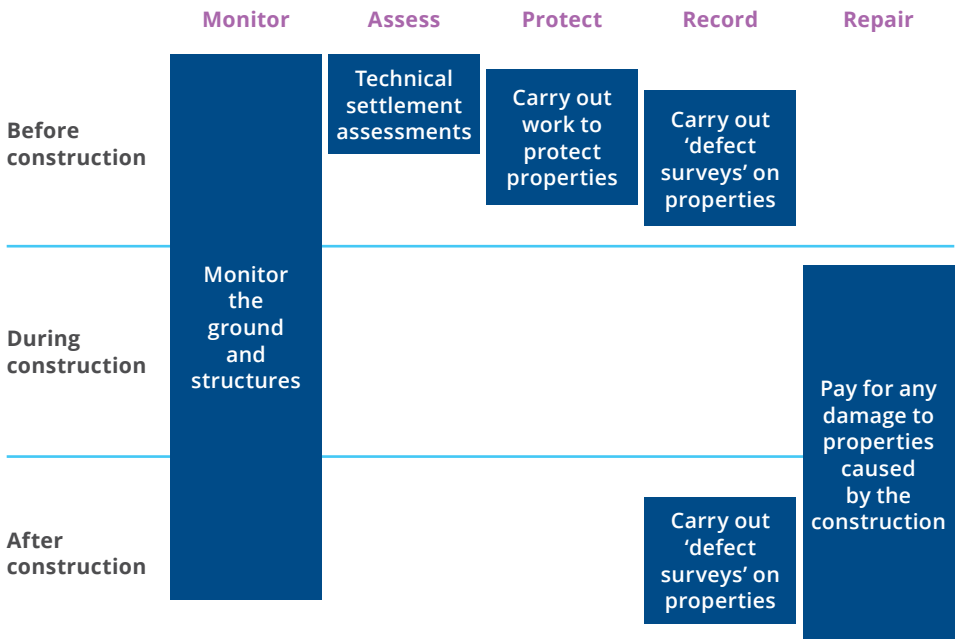 Monitor Assess Protect Record Repair
Before
construction
Technical
settlement
assessments
Carry out
work to
protect
properties
Carry out
‘defect
surveys’ on
properties
During
construction
Monitor
the
ground
and
structures
Pay for any
damage to
properties
caused
by the
construction
After
construction
Carry out
‘defect
surveys’ on
properties